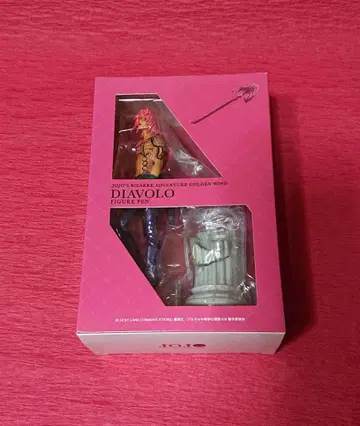 JOJO'S BIZARRE ADVENTURE GOLDEN WIND
DIAVOLO
FIGURE PEN
JOJO